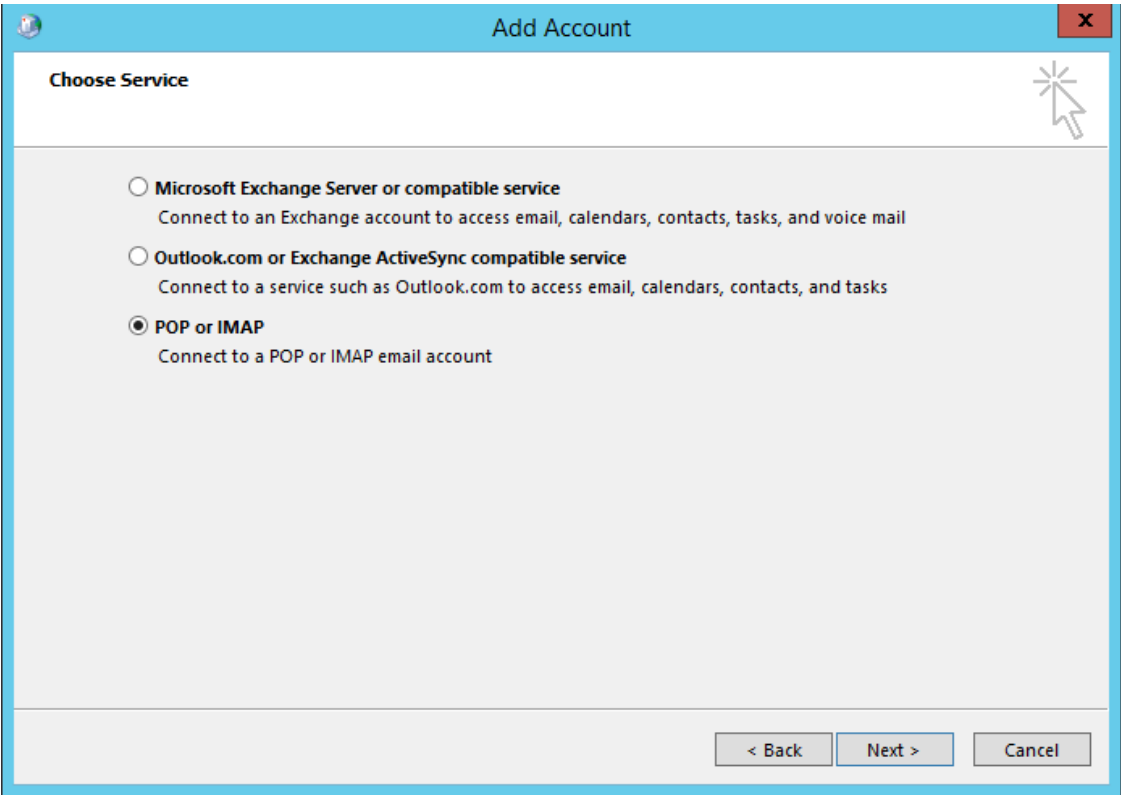 Add Account
x
Choose Service
Microsoft Exchange Server or compatible service
Connect to an Exchange account to access email, calendars, contacts, tasks, and voice mail
Outlook.com or Exchange ActiveSync compatible service
Connect to a service such as Outlook.com to access email, calendars, contacts, and tasks
POP or IMAP
Connect to a POP or IMAP email account
< Back Next > Cancel